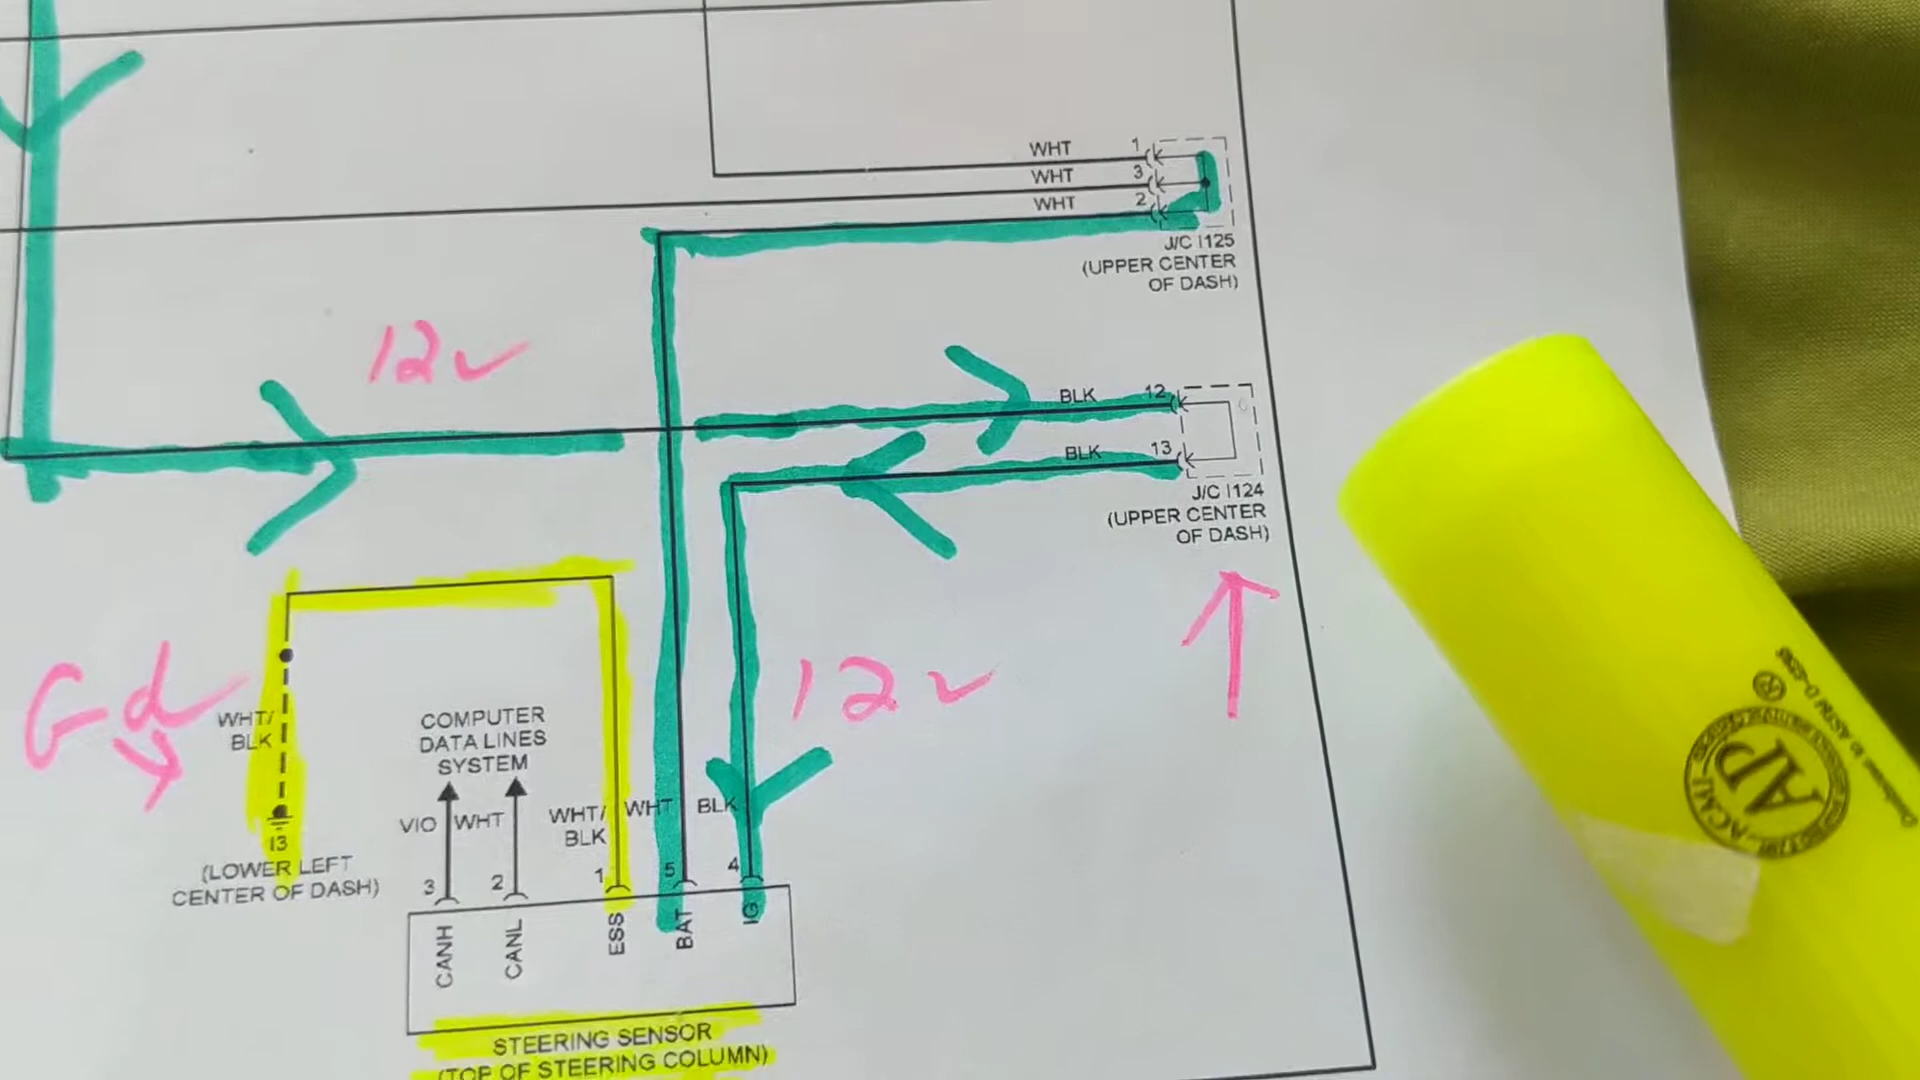 WHT 1
WHT 3
WHT 2
J/C I125
(UPPER CENTER
OF DASH)
12v
BLK 12
BLK 13
J/C I124
(UPPER CENTER
OF DASH)
12v
Gd
WHT/
BLK
I3
(LOWER LEFT
CENTER OF DASH)
COMPUTER
DATA LINES
SYSTEM
VIO WHT WHT/
BLK WHT BLK
3 2 1 5 4
CANH CANL ESS BAT IG
STEERING SENSOR
(TOP OF STEERING COLUMN)
ACMI
AP